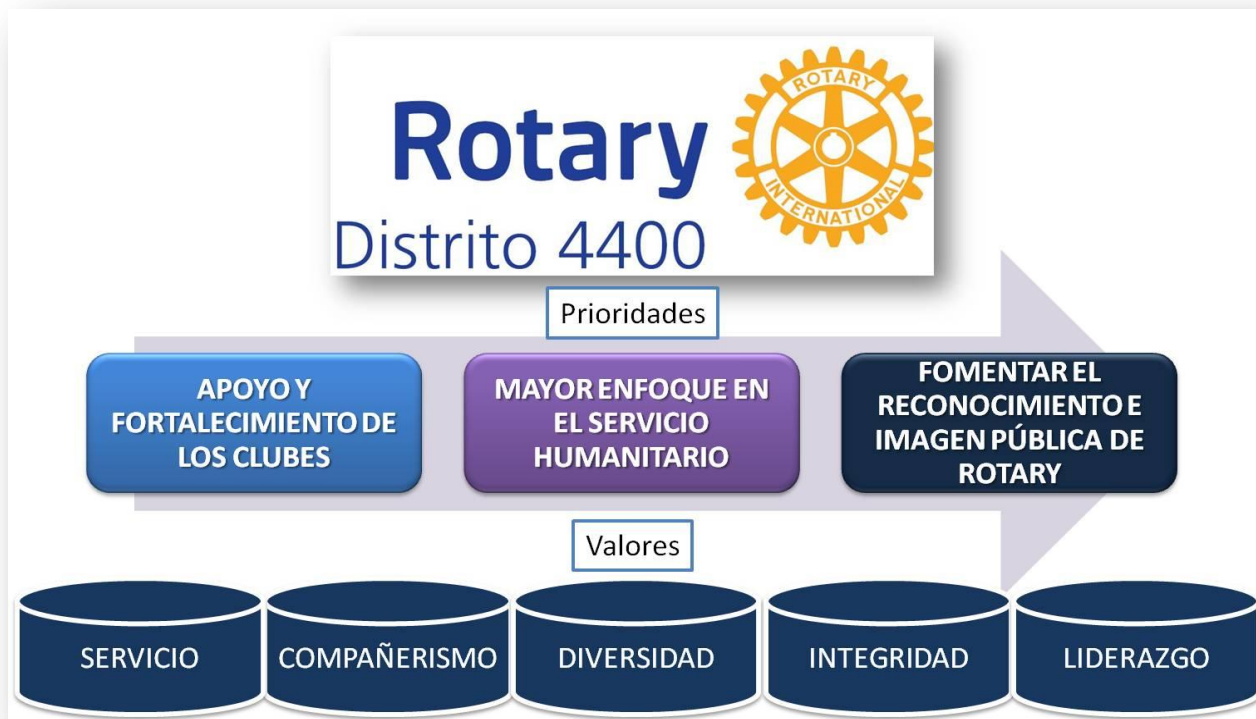 Rotary
Distrito 4400
ROTARY
INTERNATIONAL
Prioridades
APOYO Y
FORTALECIMIENTO DE
LOS CLUBES
MAYOR ENFOQUE EN
EL SERVICIO
HUMANITARIO
FOMENTAR EL
RECONOCIMIENTO E
IMAGEN PÚBLICA DE
ROTARY
Valores
SERVICIO
COMPAÑERISMO
DIVERSIDAD
INTEGRIDAD
LIDERAZGO